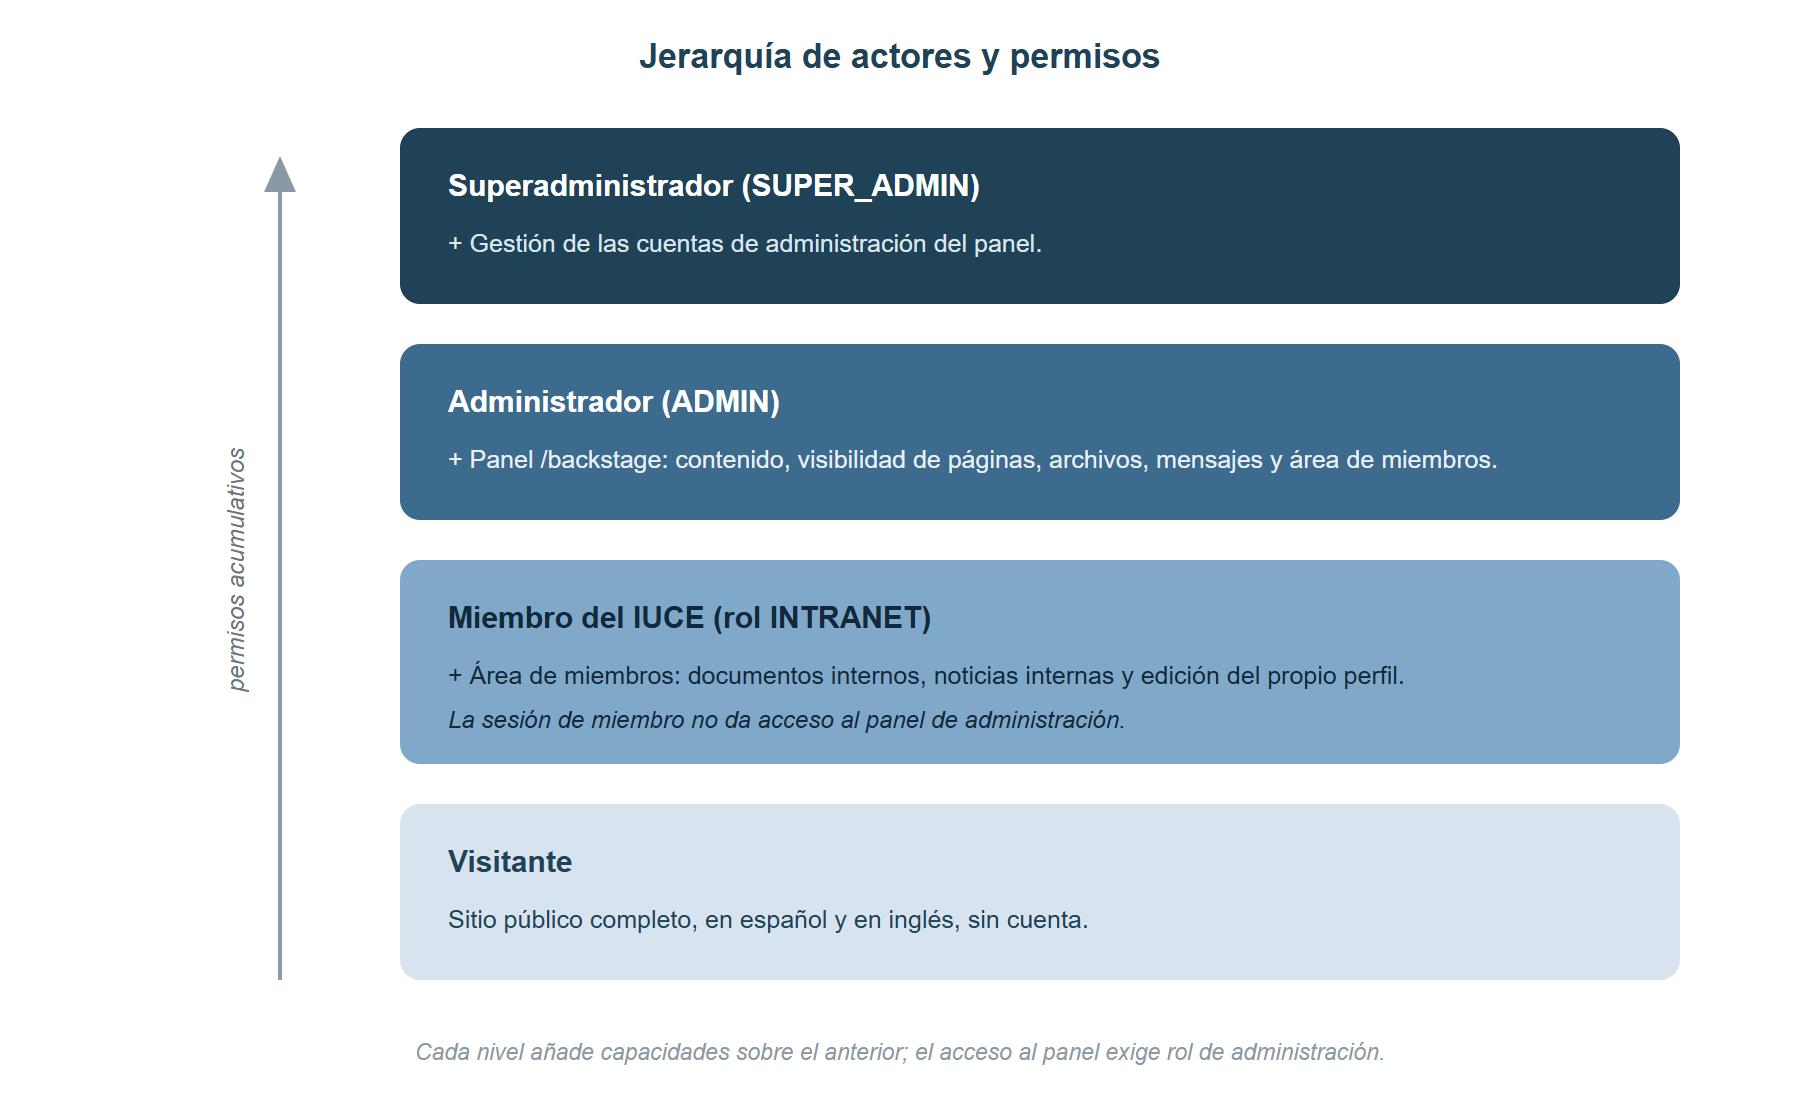 Jerarquía de actores y permisos
Superadministrador (SUPER_ADMIN)
+ Gestión de las cuentas de administración del panel.
Administrador (ADMIN)
+ Panel /backstage: contenido, visibilidad de páginas, archivos, mensajes y área de miembros.
permisos acumulativos
Miembro del IUCE (rol INTRANET)
+ Área de miembros: documentos internos, noticias internas y edición del propio perfil.
La sesión de miembro no da acceso al panel de administración.
Visitante
Sitio público completo, en español y en inglés, sin cuenta.
Cada nivel añade capacidades sobre el anterior; el acceso al panel exige rol de administración.